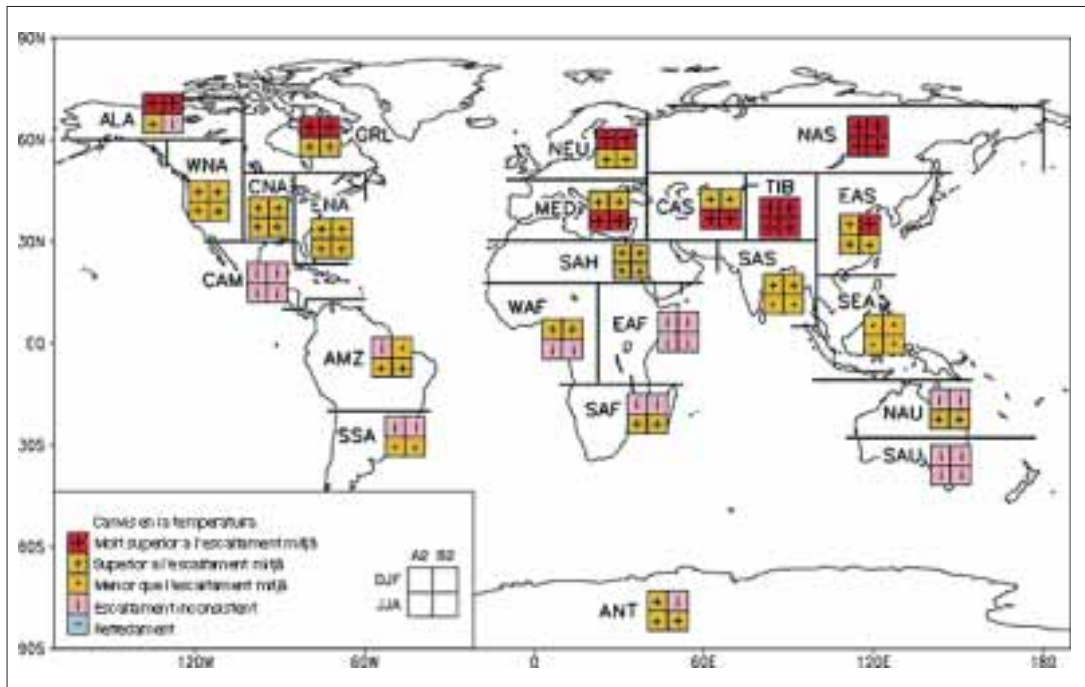 90N
60N
30N
EQ
30S
60S
90S
120W
60W
0
60E
120E
180
ALA
GRL
WNA
CNA
ENA
CAM
AMZ
SSA
NEU
MED
SAH
WAF
EAF
SAF
NAS
CAS
TIB
EAS
SAS
SEA
NAU
SAU
ANT
Canvis en la temperatura
Molt superior a l'escalfament mitjà
Superior a l'escalfament mitjà
Menor que l'escalfament mitjà
Escalfament inconsistent
Refredament
A2 B2
DJF
JJA